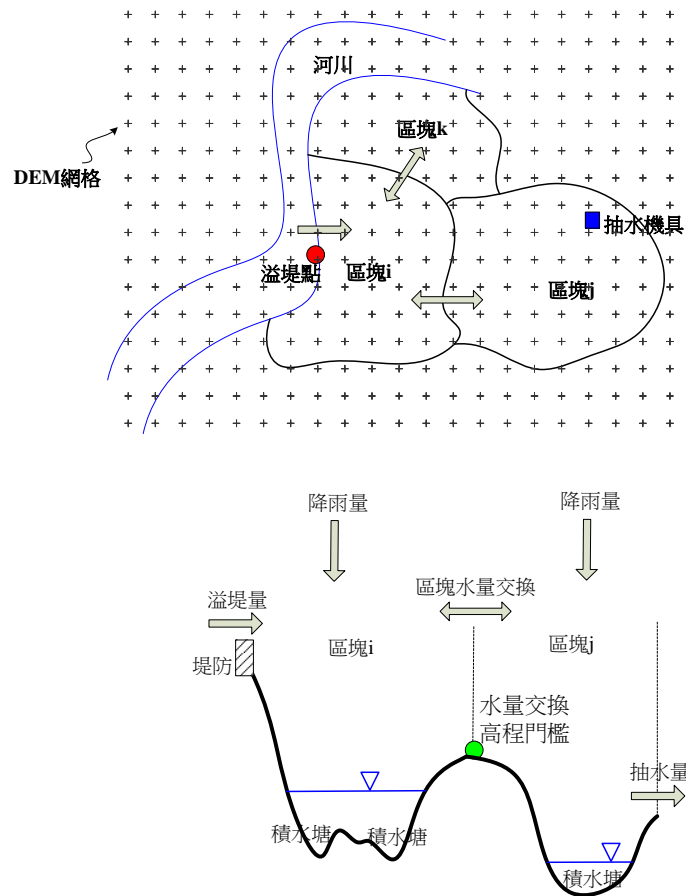 河川
區塊k
DEM網格
抽水機具
溢堤點
區塊i
區塊j
降雨量
降雨量
區塊水量交換
溢堤量
區塊i
區塊j
堤防
水量交換
高程門檻
抽水量
積水塘
積水塘
積水塘